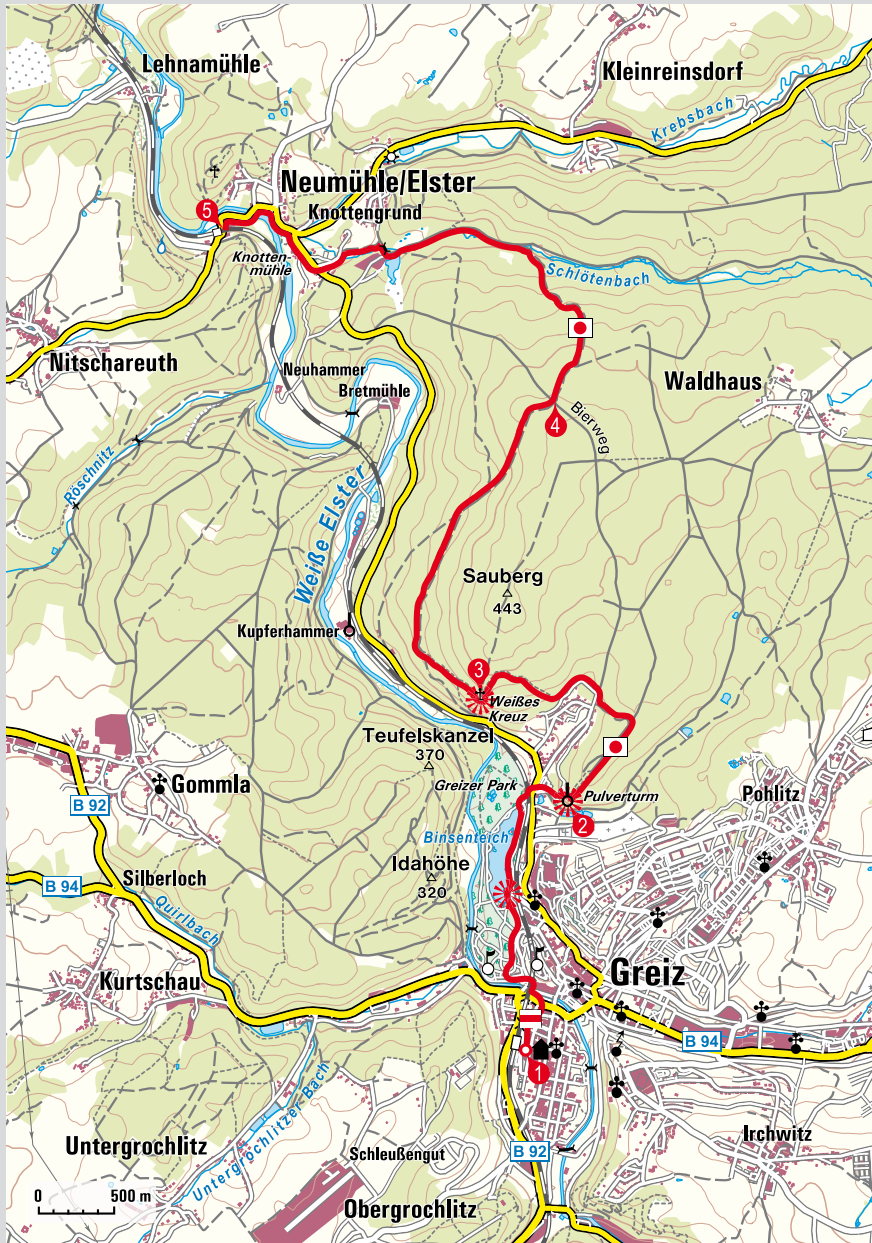 Lehnamühle
Kleinreinsdorf
Krebsbach
Neumühle/Elster
5
Knottengrund
Knotten-
mühle
Schlötenbach
Nitschareuth
Neuhammer
Bretmühle
Waldhaus
Bierweg
4
Röschnitz
Weiße Elster
Sauberg
443
Kupferhammer
3
Weißes
Kreuz
Teufelskanzel
370
Gommla
Greizer Park
Pulverturm
Pohlitz
B 92
2
Binsenteich
Idahöhe
320
Silberloch
B 94
Quirlbach
Greiz
Kurtschau
B 94
1
Untergrochlitzer Bach
Irchwitz
Untergrochlitz
Schleußengut
B 92
0 500 m
Obergrochlitz